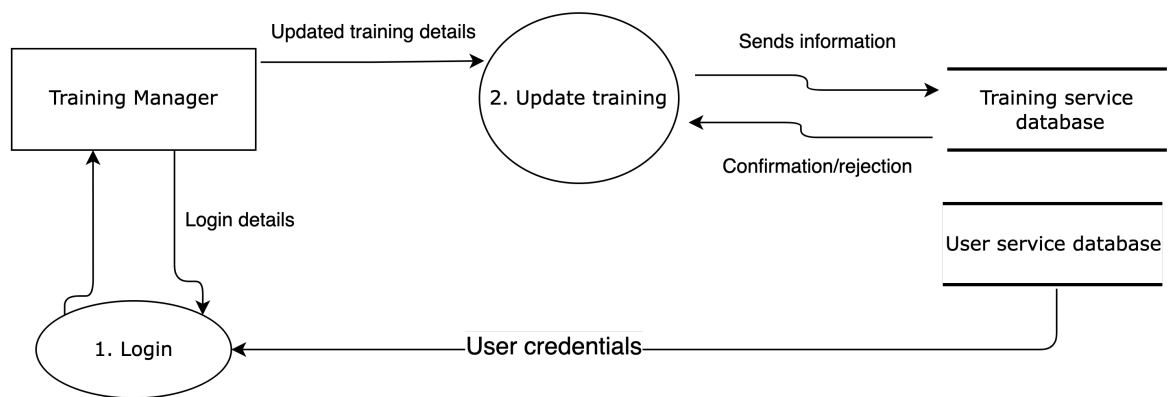 Updated training details
Sends information
Training Manager
2. Update training
Training service
database
Confirmation/rejection
Login details
User service database
1. Login
User credentials